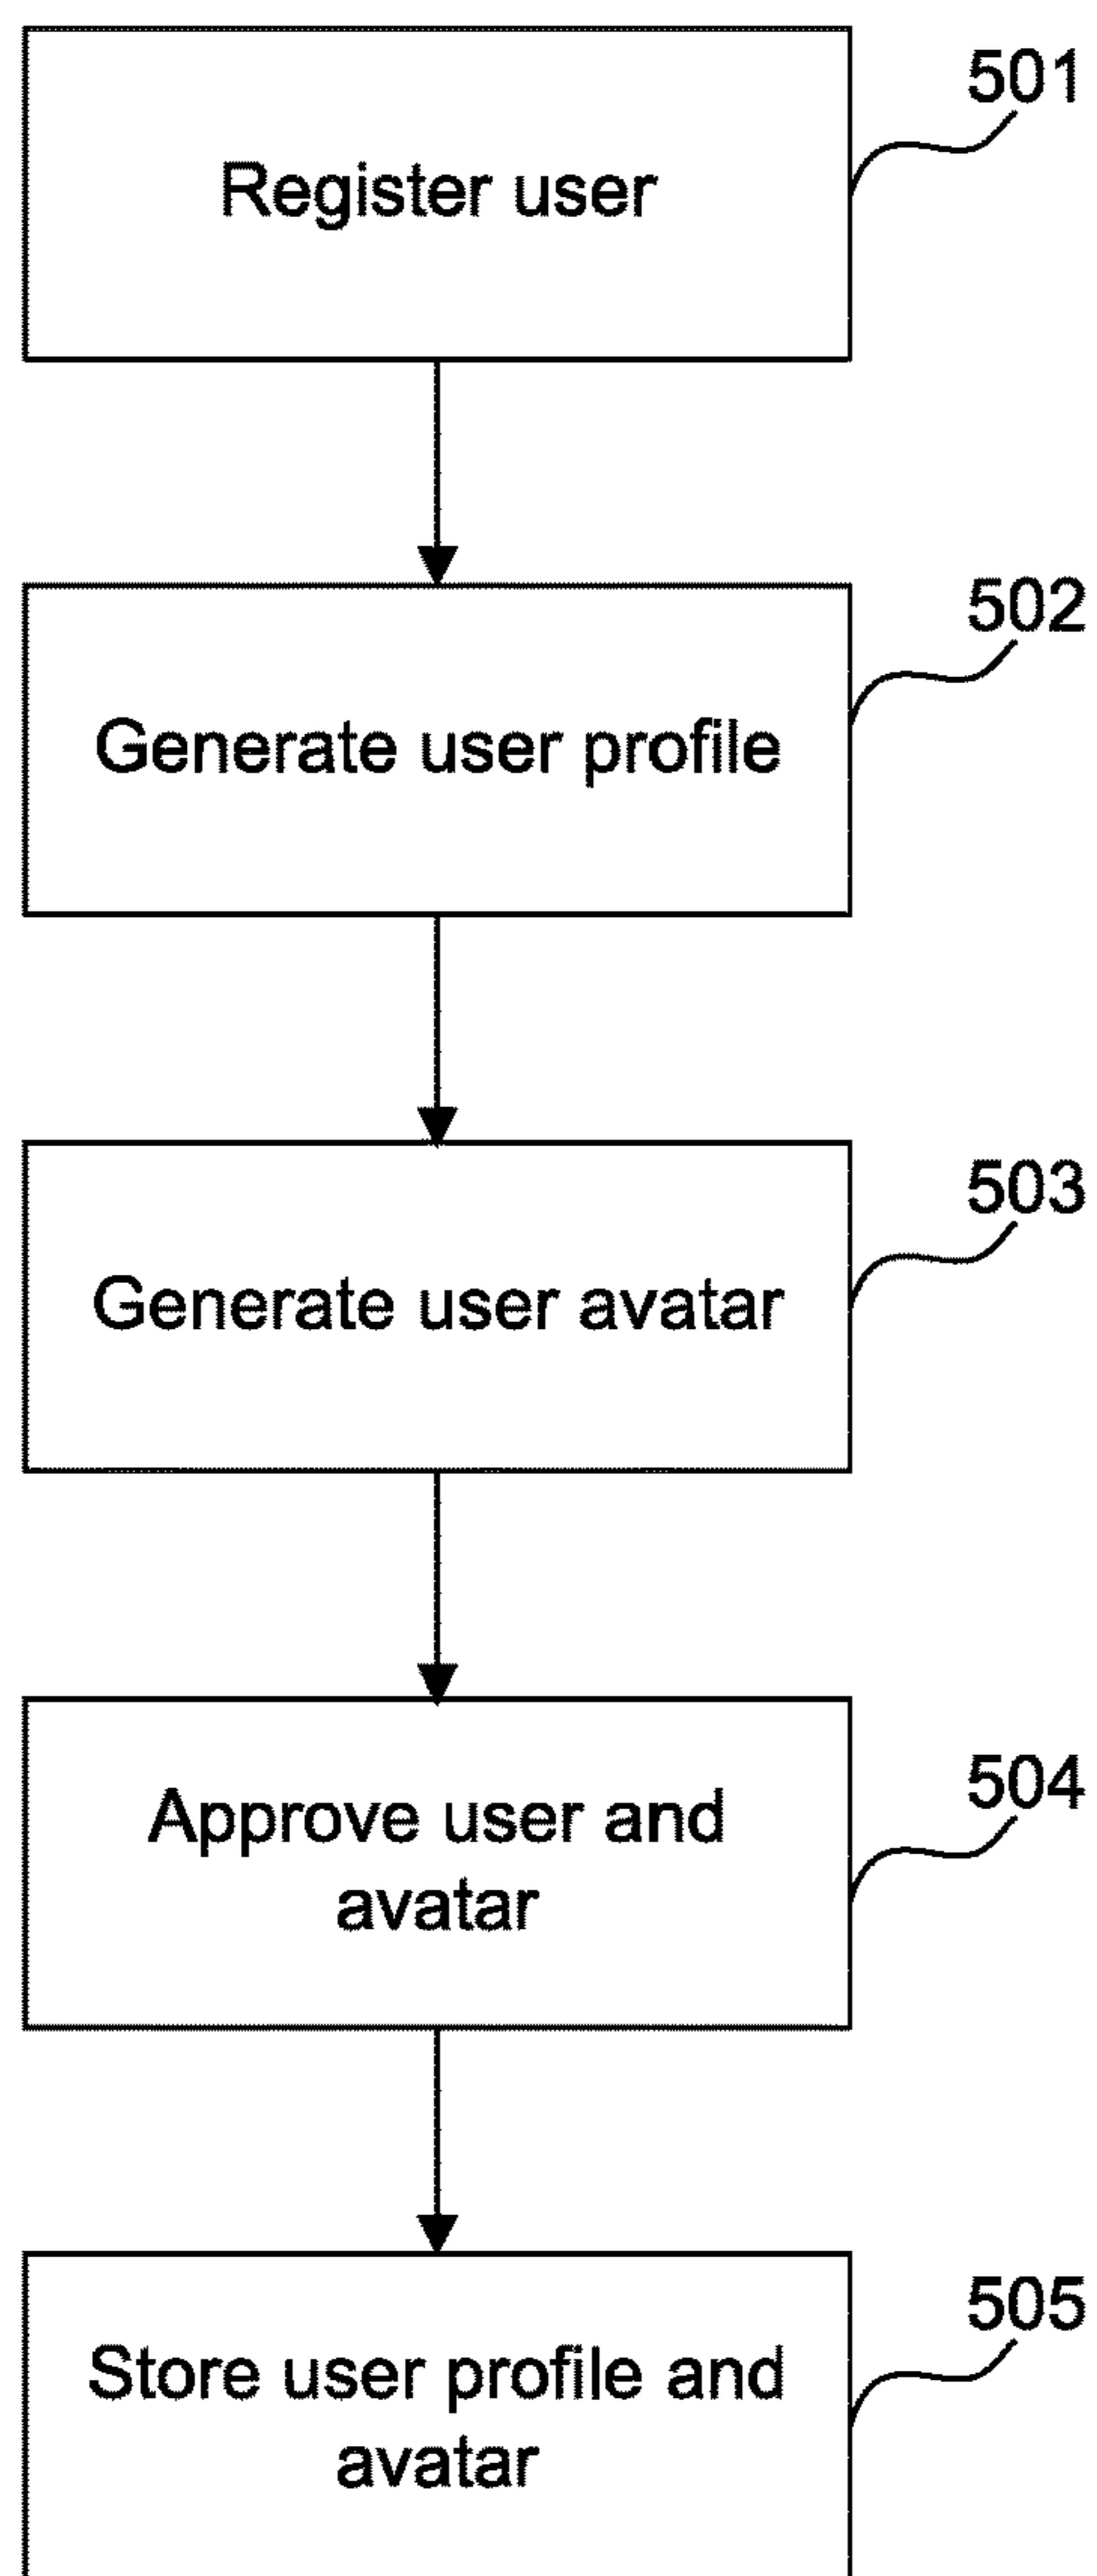 501
Register user
502
Generate user profile
503
Generate user avatar
504
Approve user and
avatar
505
Store user profile and
avatar